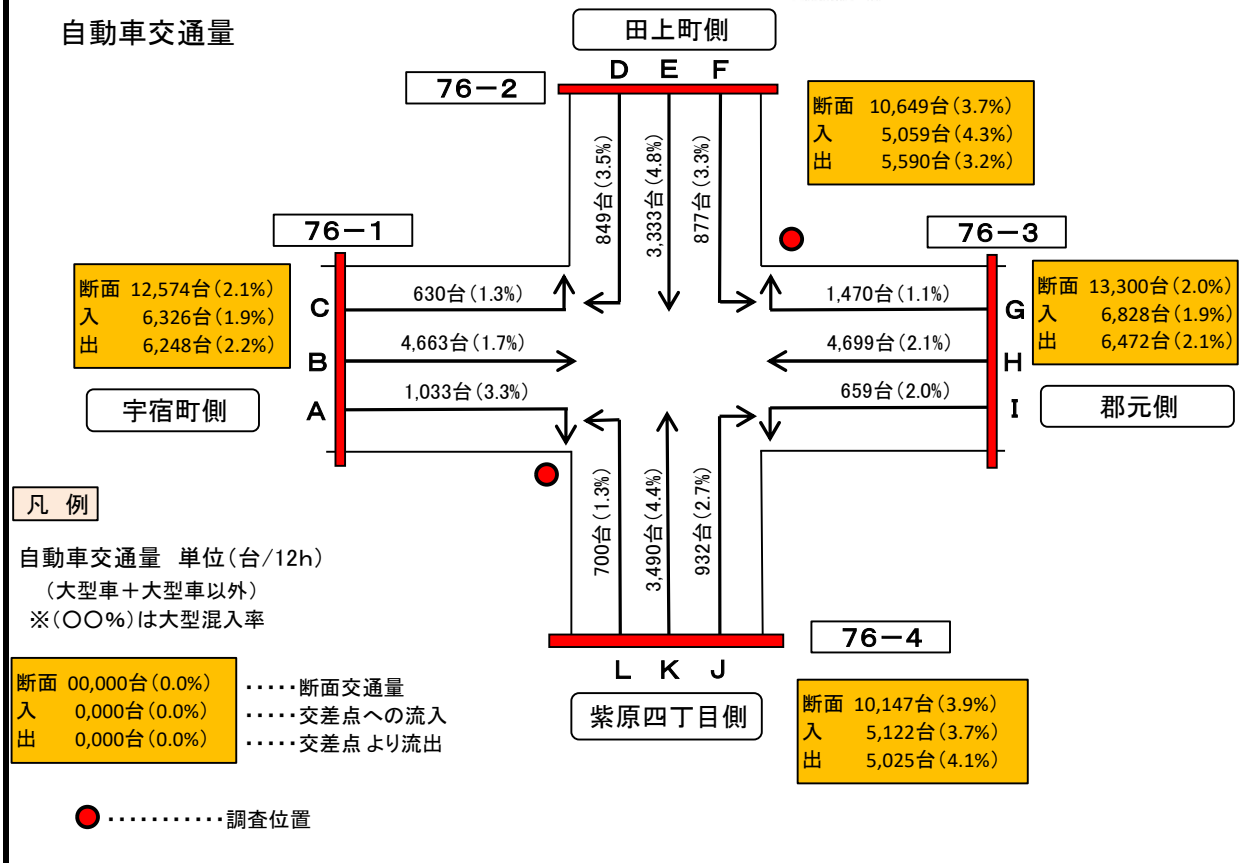 自動車交通量
田上町側
D E F
76-2
断面 10,649台(3.7%)
入 5,059台(4.3%)
出 5,590台(3.2%)
849台(3.5%)
3,333台(4.8%)
877台(3.3%)
76-1
76-3
断面 12,574台(2.1%)
入 6,326台(1.9%)
出 6,248台(2.2%)
C
630台(1.3%)
B
4,663台(1.7%)
A
1,033台(3.3%)
宇宿町側
1,470台(1.1%)
G
4,699台(2.1%)
H
659台(2.0%)
I
断面 13,300台(2.0%)
入 6,828台(1.9%)
出 6,472台(2.1%)
郡元側
700台(1.3%)
3,490台(4.4%)
932台(2.7%)
凡 例
自動車交通量 単位(台/12h)
(大型車+大型車以外)
※(〇〇%)は大型混入率
76-4
L K J
紫原四丁目側
断面 10,147台(3.9%)
入 5,122台(3.7%)
出 5,025台(4.1%)
断面 00,000台(0.0%) ・・・・・断面交通量
入 0,000台(0.0%) ・・・・・交差点への流入
出 0,000台(0.0%) ・・・・・交差点より流出
・・・・・・・・・・・調査位置